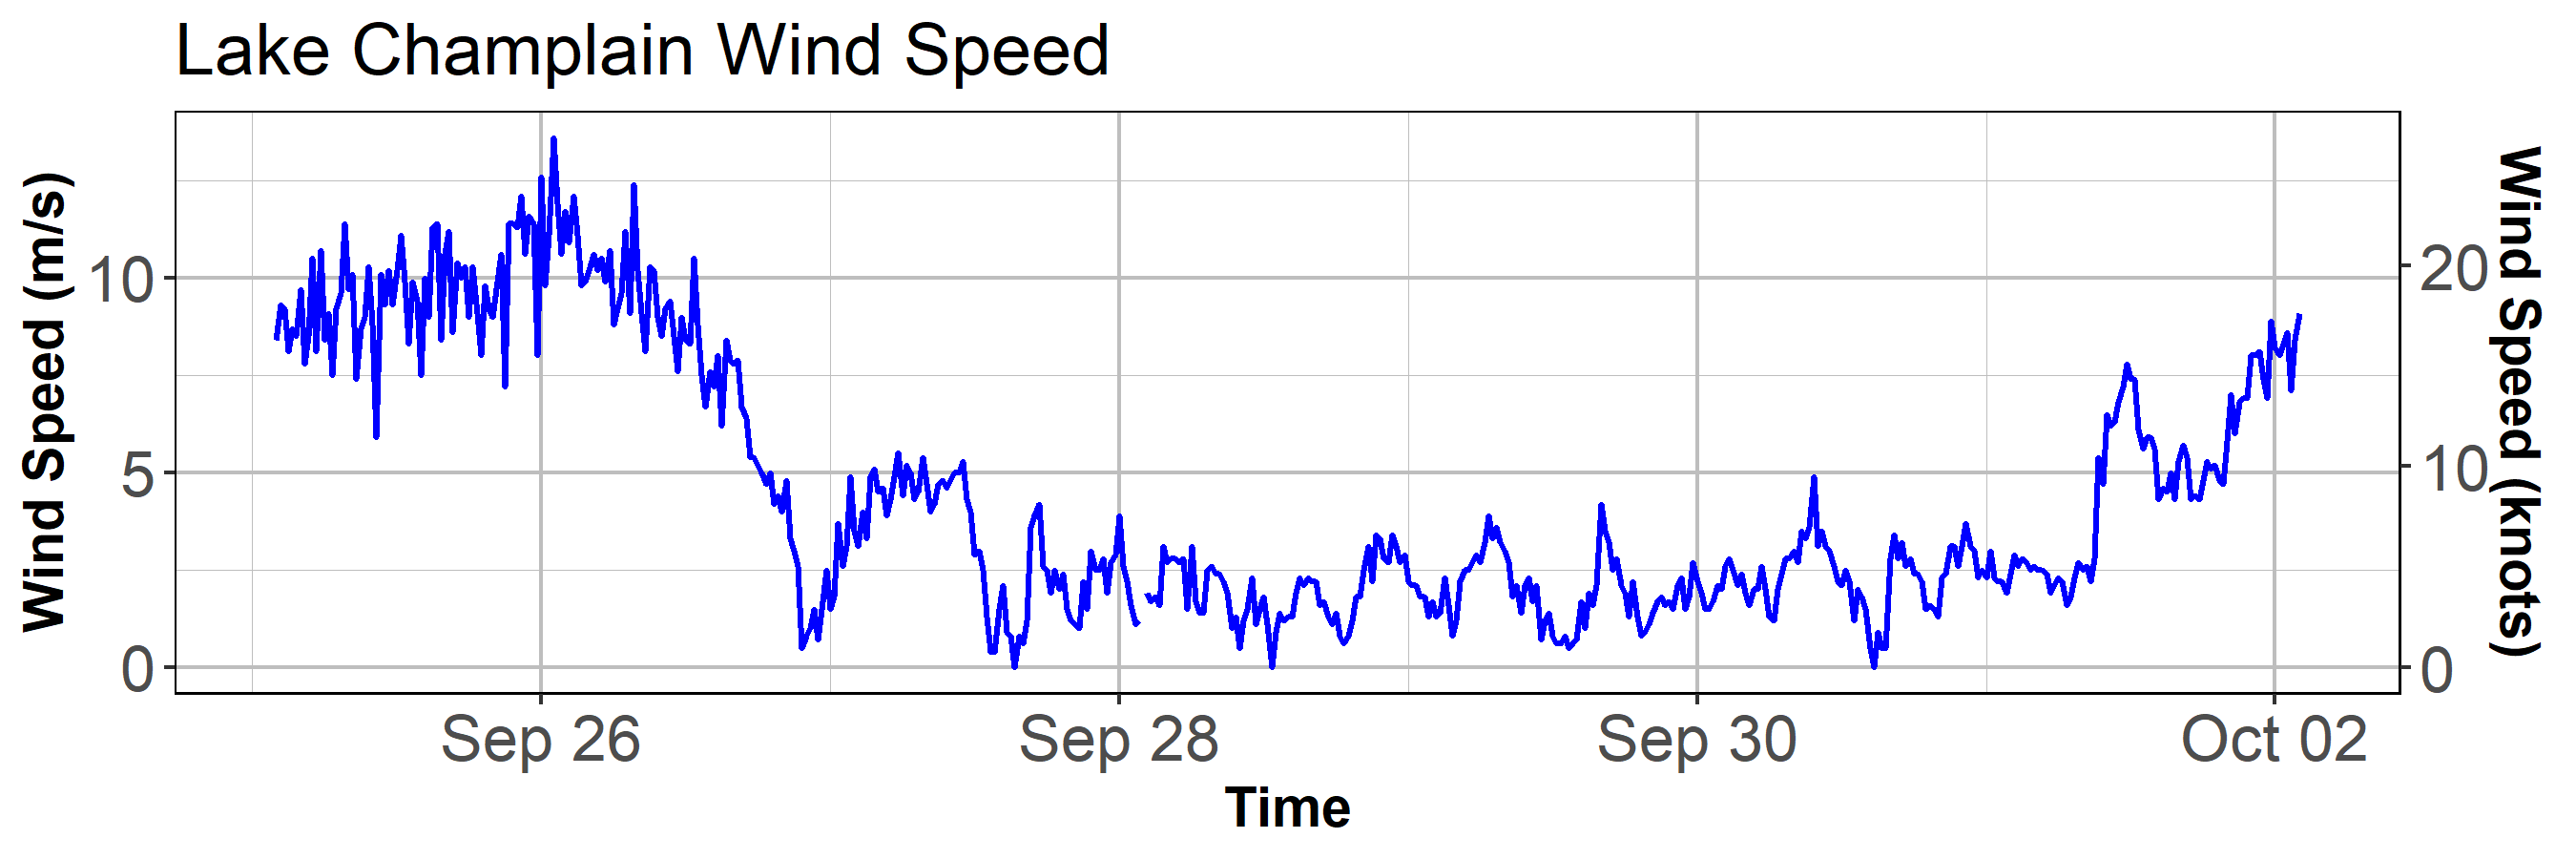 Lake Champlain Wind Speed
Wind Speed (m/s)
10
5
0
20
10
0
Wind Speed (knots)
Sep 26
Sep 28
Sep 30
Oct 02
Time